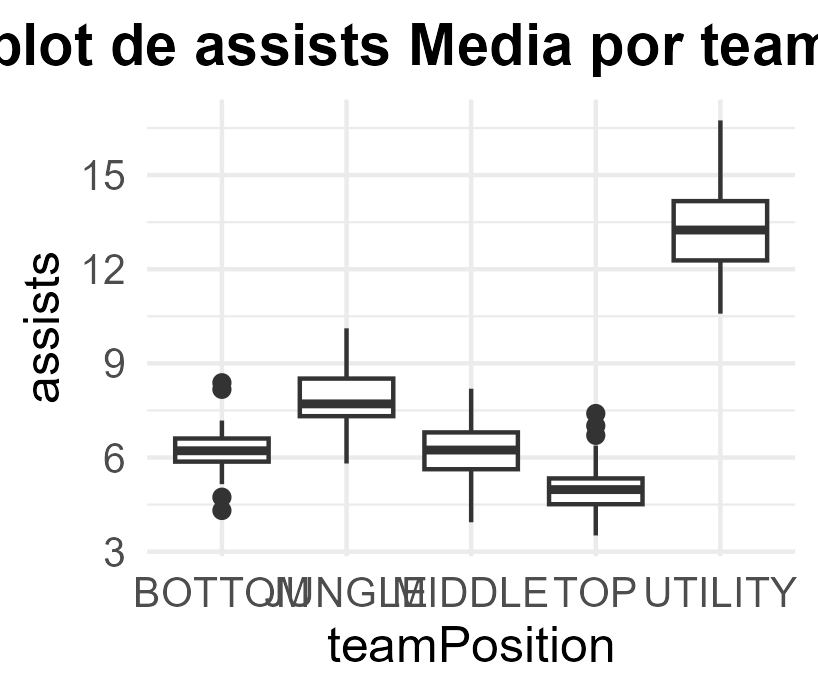 plot de assists Media por team
assists
15
12
9
6
3
BOTTOM JUNGLE MIDDLE TOP UTILITY
teamPosition